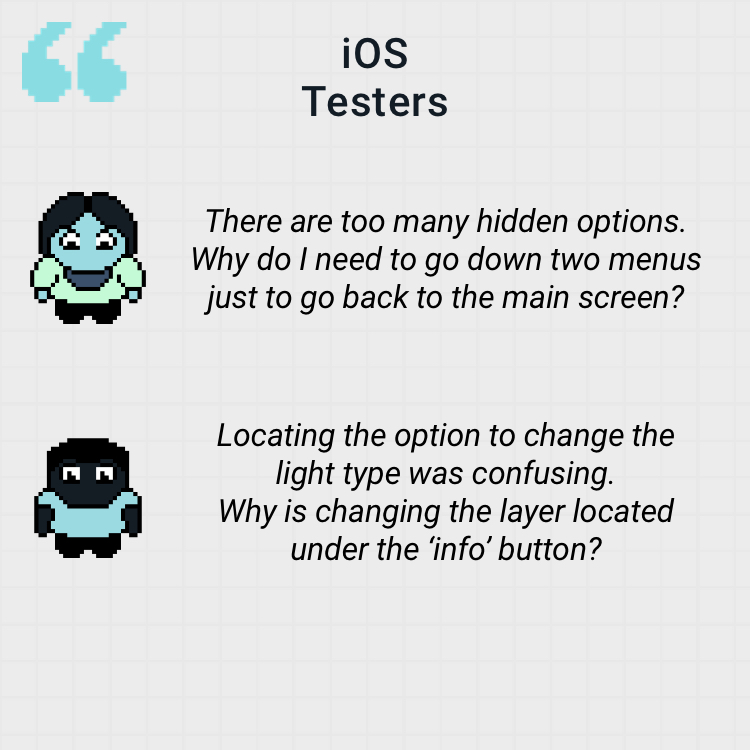 iOS
Testers
There are too many hidden options.
Why do I need to go down two menus
just to go back to the main screen?
Locating the option to change the
light type was confusing.
Why is changing the layer located
under the ‘info’ button?